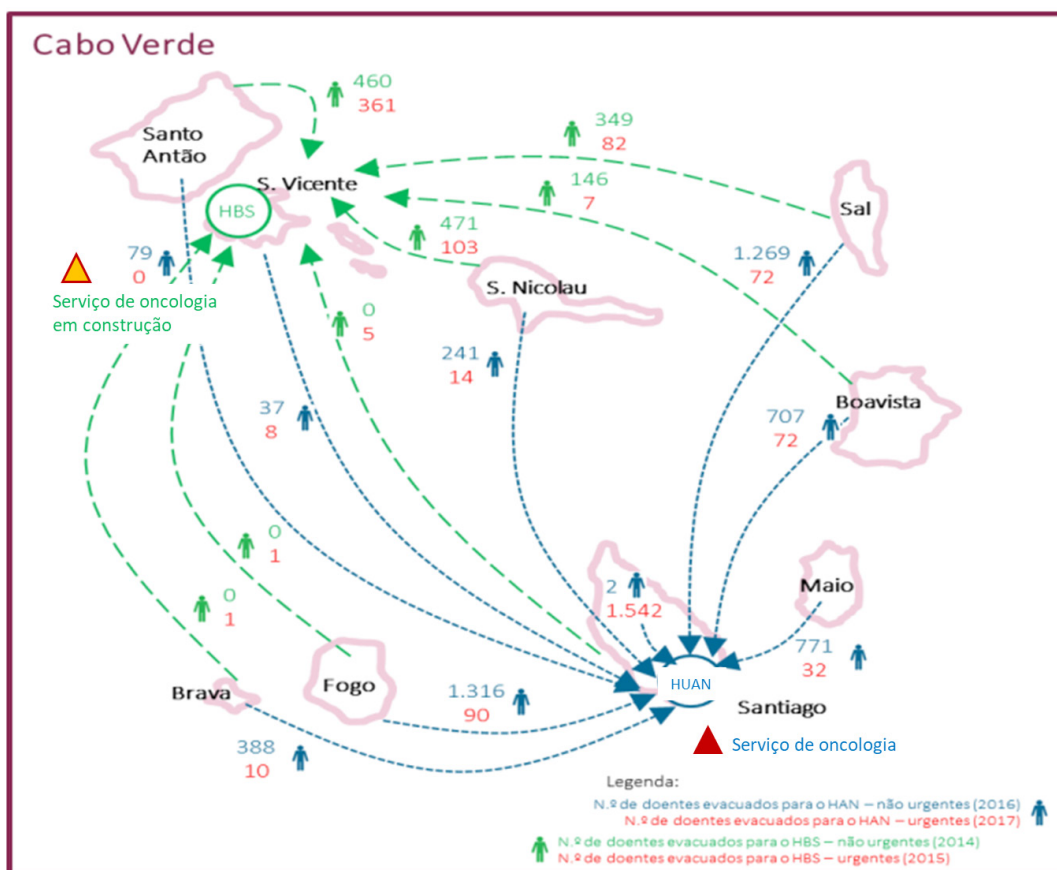 Cabo Verde
460
361
Santo
Antão
349
82
S. Vicente
146
7
Sal
HBS
471
103
79
0
1.269
72
S. Nicolau
Serviço de oncologia
em construção
0
5
241
14
Boavista
37
8
707
72
0
1
2
1.542
Maio
0
1
771
32
Brava
Fogo
1.316
90
HUAN
Santiago
388
10
Serviço de oncologia
Legenda:
N.º de doentes evacuados para o HAN – não urgentes (2016)
N.º de doentes evacuados para o HAN – urgentes (2017)
N.º de doentes evacuados para o HBS – não urgentes (2014)
N.º de doentes evacuados para o HBS – urgentes (2015)